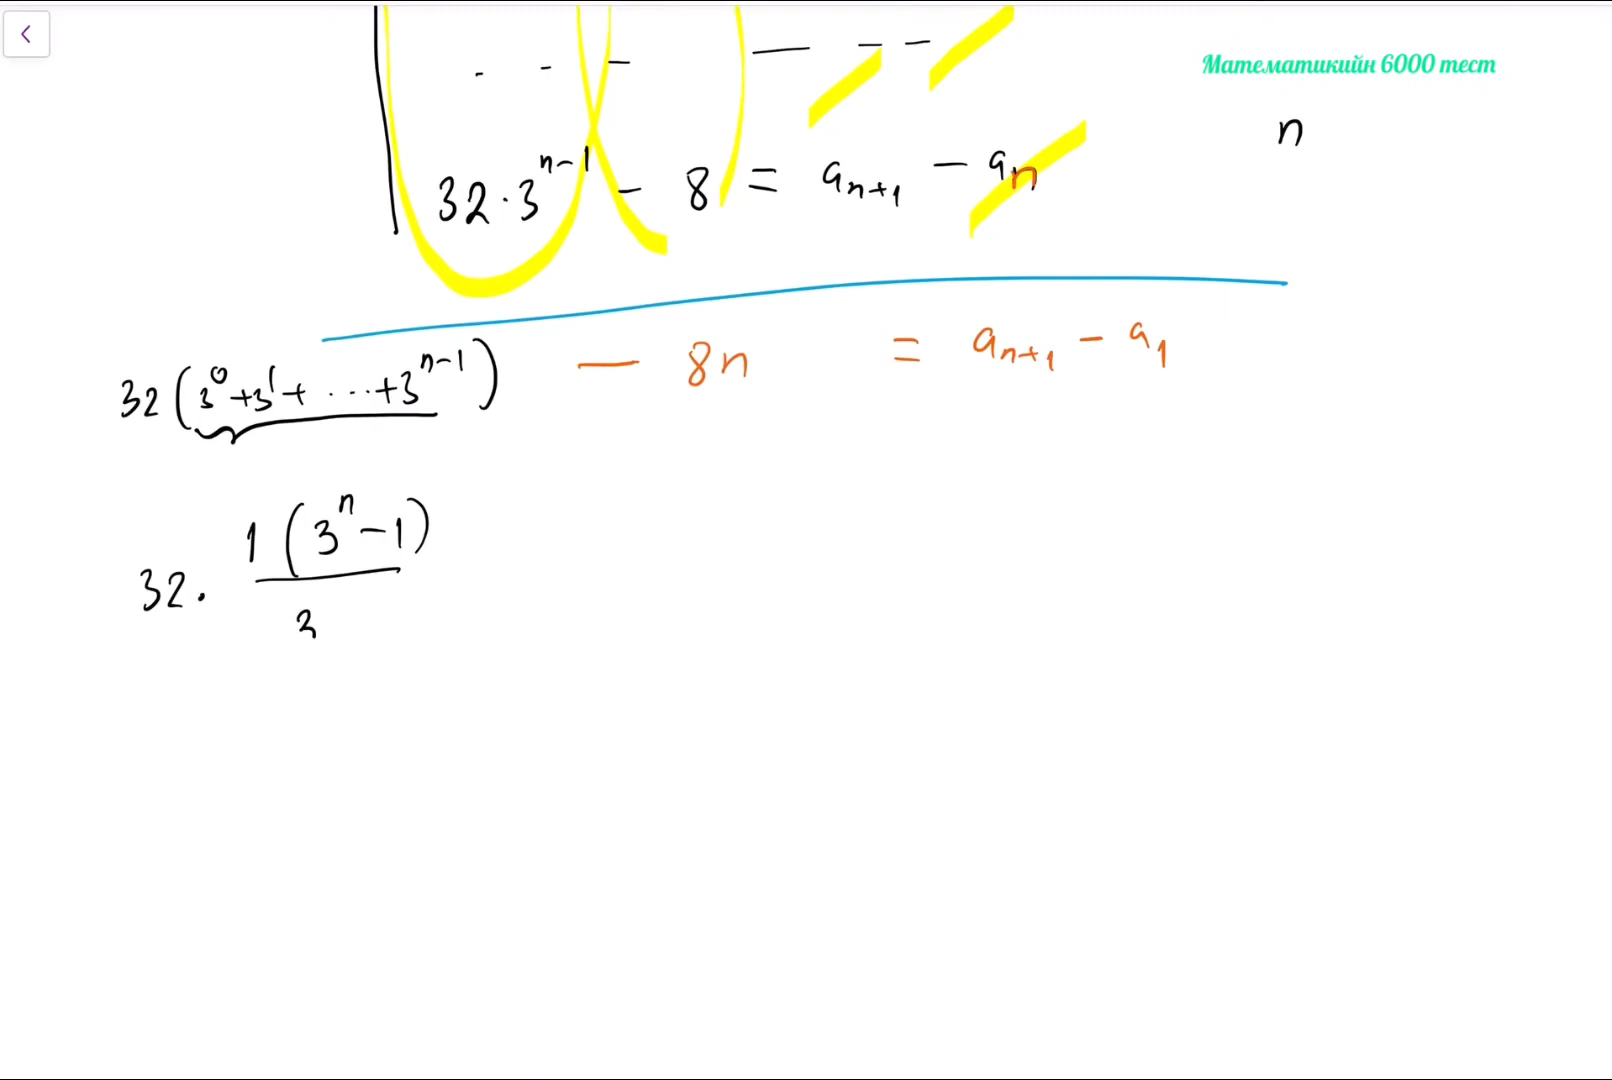 . - - — - -
Математикийн 6000 тест
n
32·3^{n-1} - 8 = a_{n+1} - a_n
32(3^0+3^1+ ...+3^{n-1}) - 8n = a_{n+1} - a_1
32. \frac{1(3^n-1)}{3}